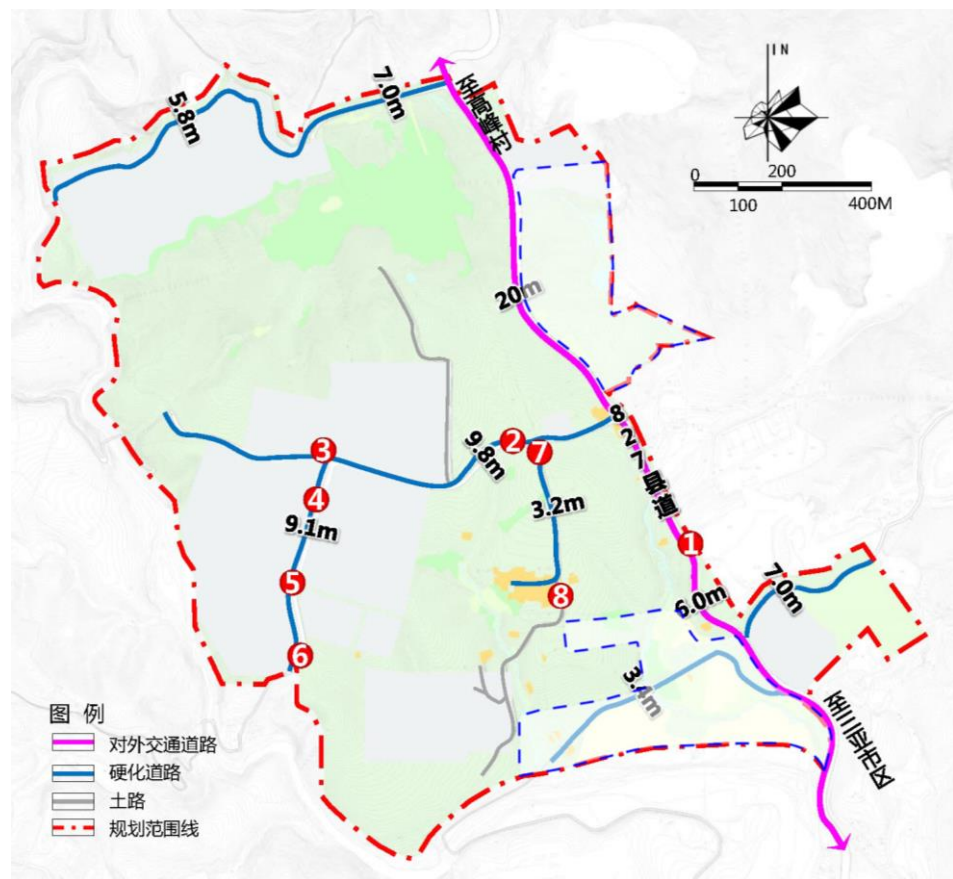 至高峰村
7.0m
5.8m
N
0
200
100
400M
20m
827县道
9.8m
2
7
3
4
9.1m
3.2m
1
5
8
6.0m
7.0m
6
3.4m
至三亚市区
图 例
对外交通道路
硬化道路
土路
规划范围线